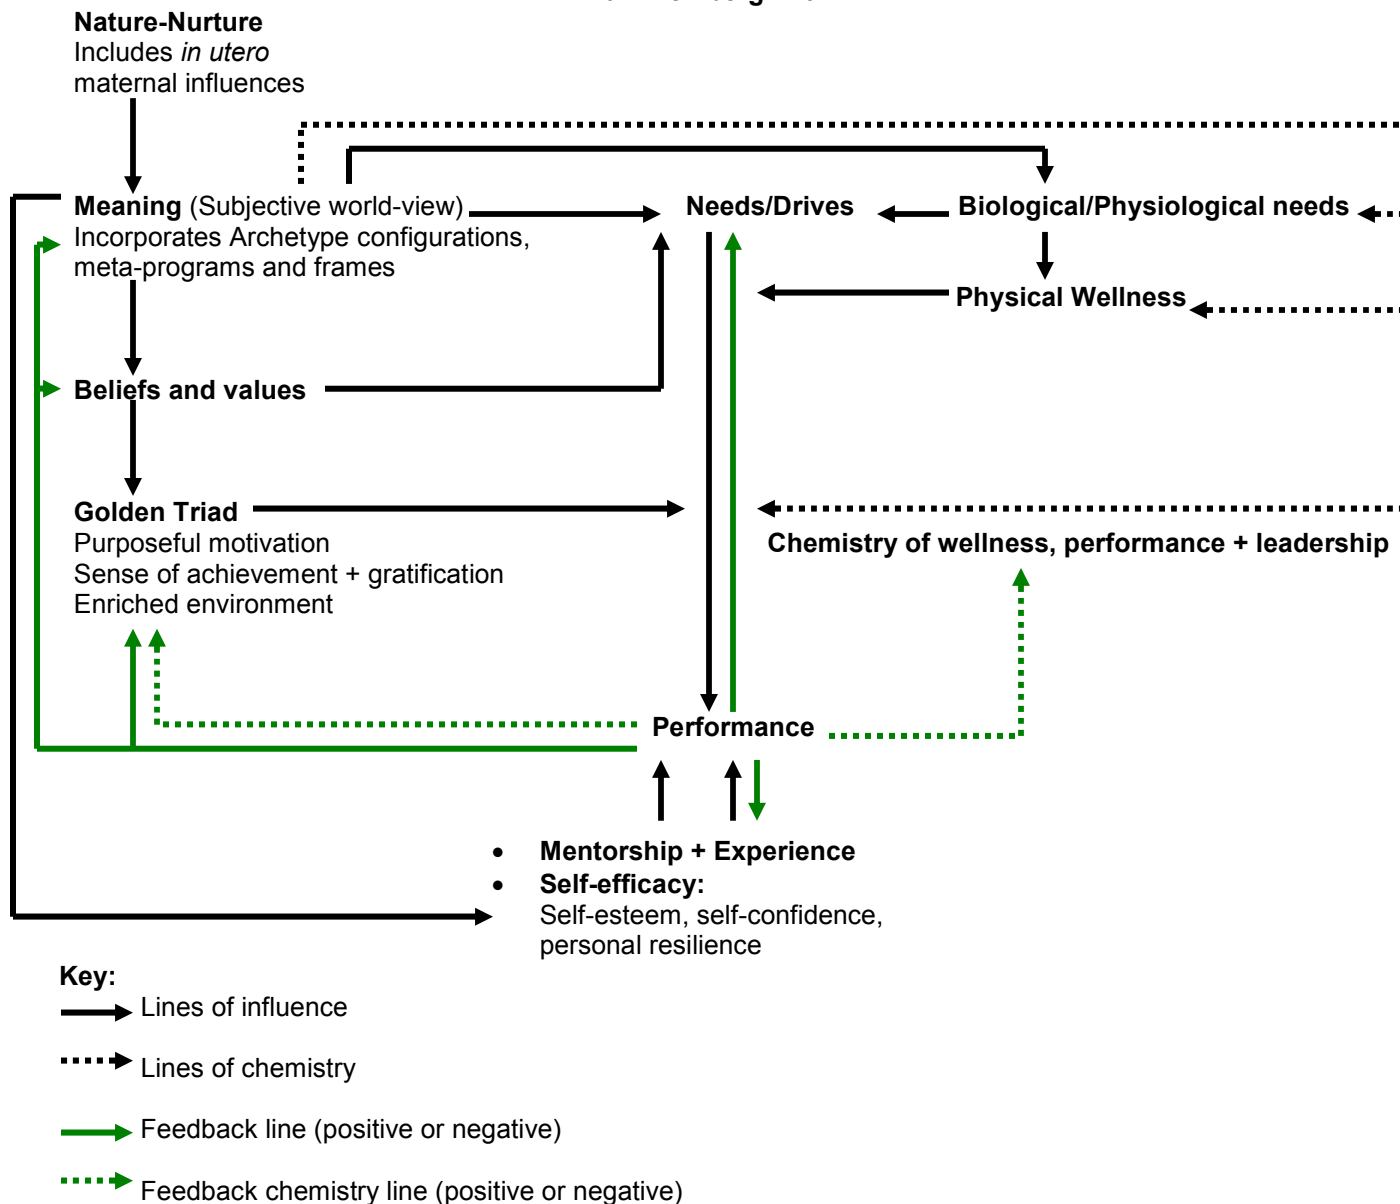 Nature-Nurture
Includes in utero
maternal influences
Meaning (Subjective world-view)
Incorporates Archetype configurations,
meta-programs and frames
Needs/Drives
Biological/Physiological needs
Physical Wellness
Beliefs and values
Golden Triad
Purposeful motivation
Sense of achievement + gratification
Enriched environment
Chemistry of wellness, performance + leadership
Performance
• Mentorship + Experience
• Self-efficacy:
Self-esteem, self-confidence,
personal resilience
Key:
Lines of influence
Lines of chemistry
Feedback line (positive or negative)
Feedback chemistry line (positive or negative)